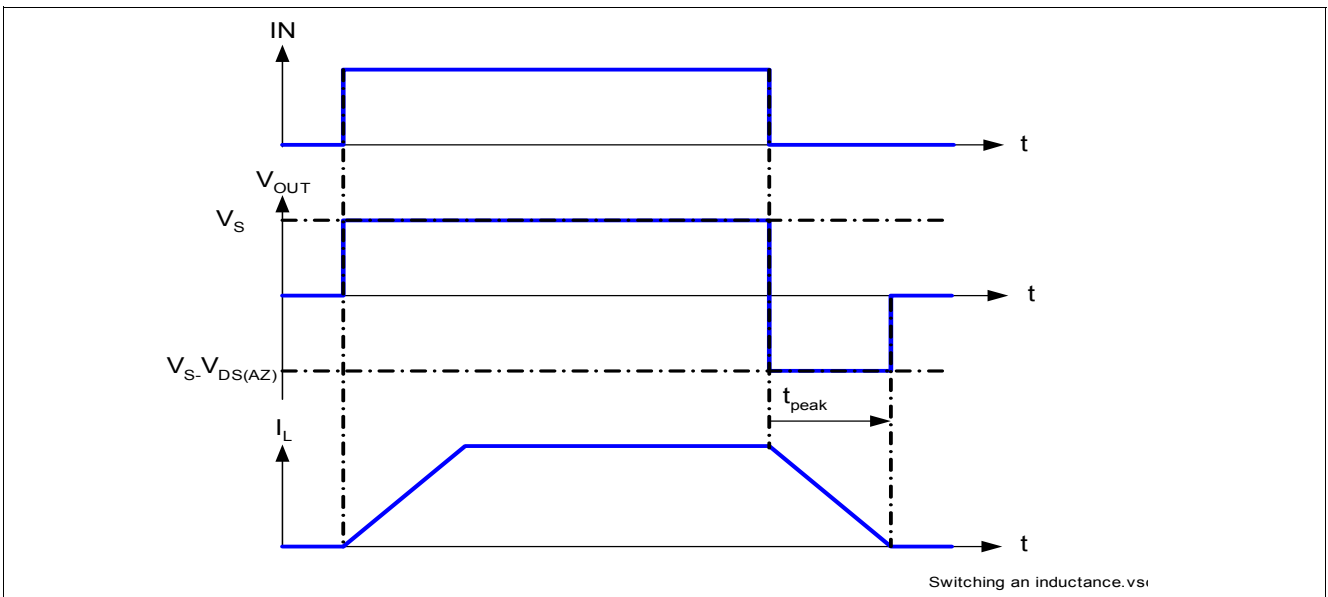 IN
t
V_OUT
V_S
t
V_S-V_DS(AZ)
t_peak
I_L
t
Switching an inductance.vs